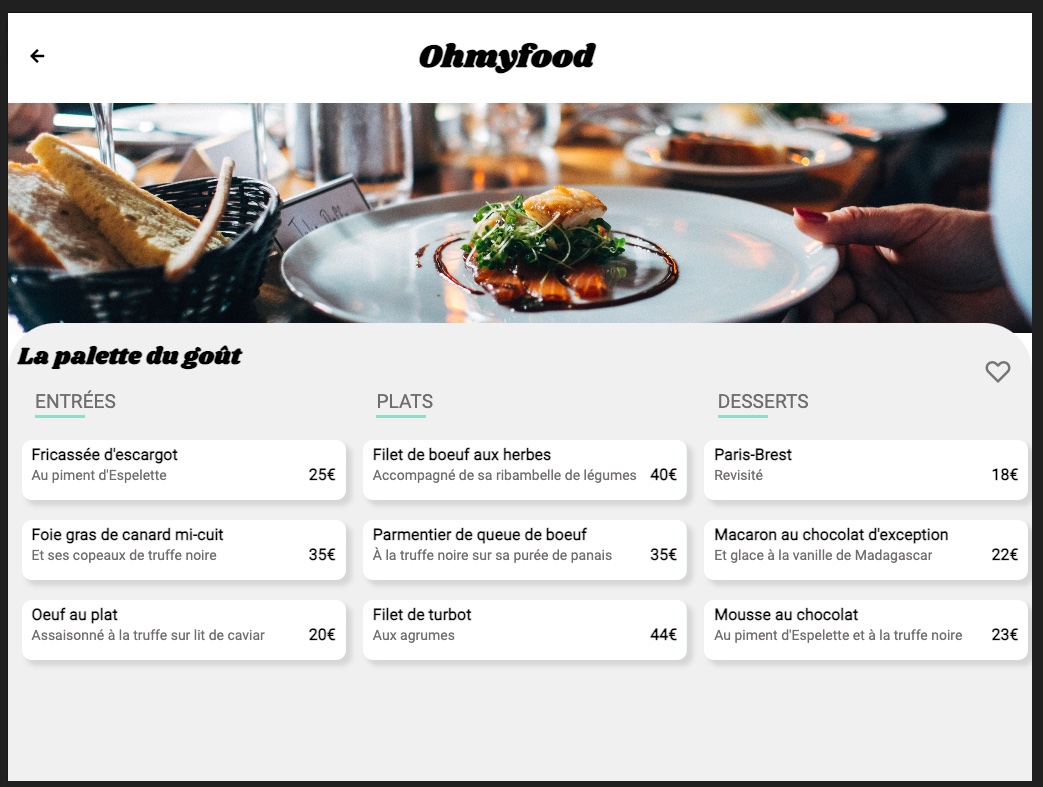 Ohmyfood
La palette du goût
ENTRÉES
Fricassée d'escargot
Au piment d'Espelette
25€
Foie gras de canard mi-cuit
Et ses copeaux de truffe noire
35€
Oeuf au plat
Assaisonné à la truffe sur lit de caviar
20€
PLATS
Filet de boeuf aux herbes
Accompagné de sa ribambelle de légumes
40€
Parmentier de queue de boeuf
À la truffe noire sur sa purée de panais
35€
Filet de turbot
Aux agrumes
44€
DESSERTS
Paris-Brest
Revisité
18€
Macaron au chocolat d'exception
Et glace à la vanille de Madagascar
22€
Mousse au chocolat
Au piment d'Espelette et à la truffe noire
23€